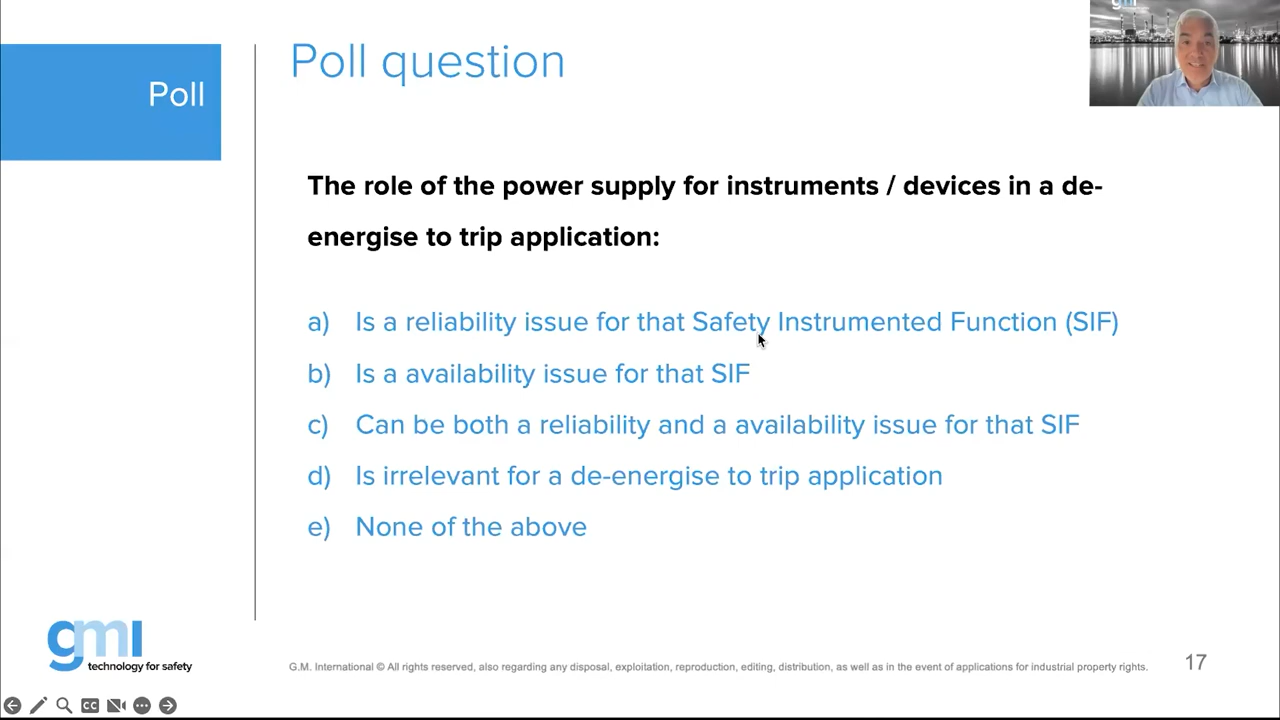 gmi
Poll question
Poll
The role of the power supply for instruments / devices in a de-
energise to trip application:
a) Is a reliability issue for that Safety Instrumented Function (SIF)
b) Is a availability issue for that SIF
c) Can be both a reliability and a availability issue for that SIF
d) Is irrelevant for a de-energise to trip application
e) None of the above
gmi
technology for safety
G.M. International © All rights reserved, also regarding any disposal, exploitation, reproduction, editing, distribution, as well as in the event of applications for industrial property rights.
17
CC